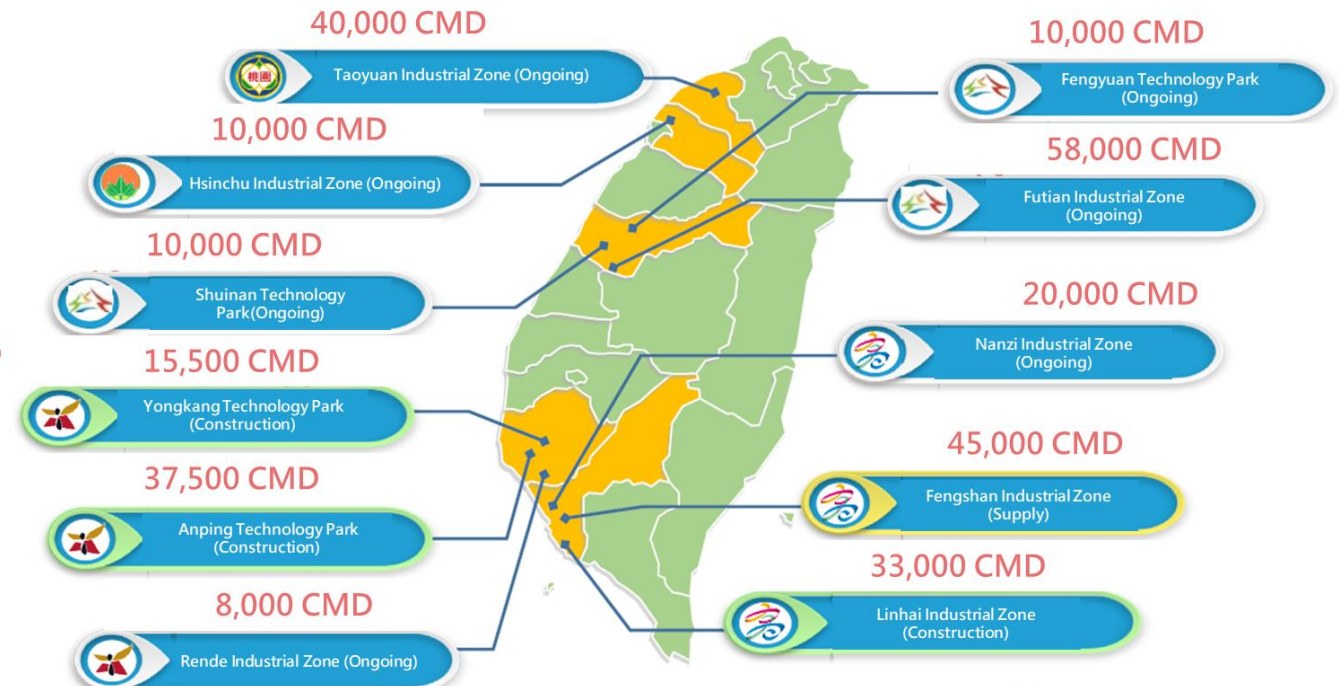 40,000 CMD
桃園
Taoyuan Industrial Zone (Ongoing)
10,000 CMD
Hsinchu Industrial Zone (Ongoing)
10,000 CMD
Shuinan Technology
Park(Ongoing)
15,500 CMD
Yongkang Technology Park
(Construction)
37,500 CMD
Anping Technology Park
(Construction)
8,000 CMD
Rende Industrial Zone (Ongoing)
10,000 CMD
Fengyuan Technology Park
(Ongoing)
58,000 CMD
Futian Industrial Zone
(Ongoing)
20,000 CMD
Nanzi Industrial Zone
(Ongoing)
45,000 CMD
Fengshan Industrial Zone
(Supply)
33,000 CMD
Linhai Industrial Zone
(Construction)